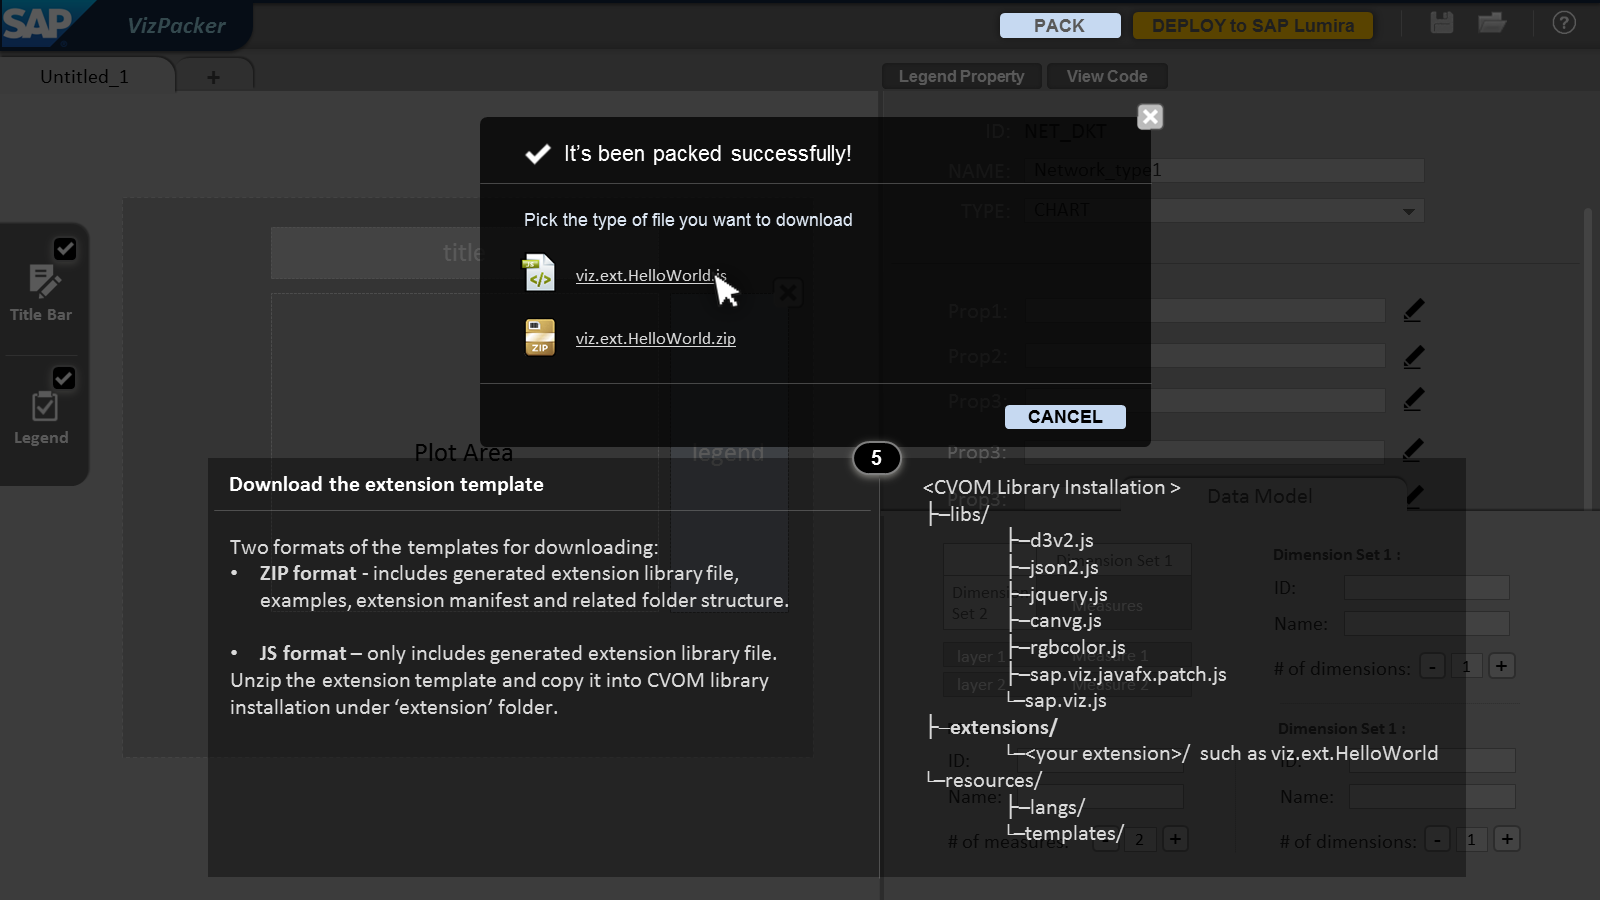 SAP
VizPacker
PACK
DEPLOY to SAP Lumira
?
Untitled_1
+
Legend Property
View Code
ID: NET_DKT
NAME: Network_type1
TYPE: CHART
It's been packed successfully!
Pick the type of file you want to download
JS
</>
viz.ext.HelloWorld.js
ZIP
viz.ext.HelloWorld.zip
CANCEL
title
Title Bar
Legend
Plot Area
legend
Prop1:
Prop2:
Prop3:
Prop3:
Prop3:
5
Download the extension template
Two formats of the templates for downloading:
• ZIP format - includes generated extension library file,
examples, extension manifest and related folder structure.
• JS format – only includes generated extension library file.
Unzip the extension template and copy it into CVOM library
installation under ‘extension’ folder.
<CVOM Library Installation >
├─libs/
├─d3v2.js
├─json2.js
├─jquery.js
├─canvg.js
├─rgbcolor.js
├─sap.viz.javafx.patch.js
└─sap.viz.js
├─extensions/
└─<your extension>/ such as viz.ext.HelloWorld
└─resources/
├─langs/
└─templates/
Data Model
Dimension Set 1
Set 2
Measures
layer 1
Measure 1
layer 2
Measure 2
Dimension Set 1 :
ID:
Name:
# of dimensions: - 1 +
ID:
Name:
# of measures: - 2 +
Dimension Set 1 :
ID:
Name:
# of dimensions: - 1 +